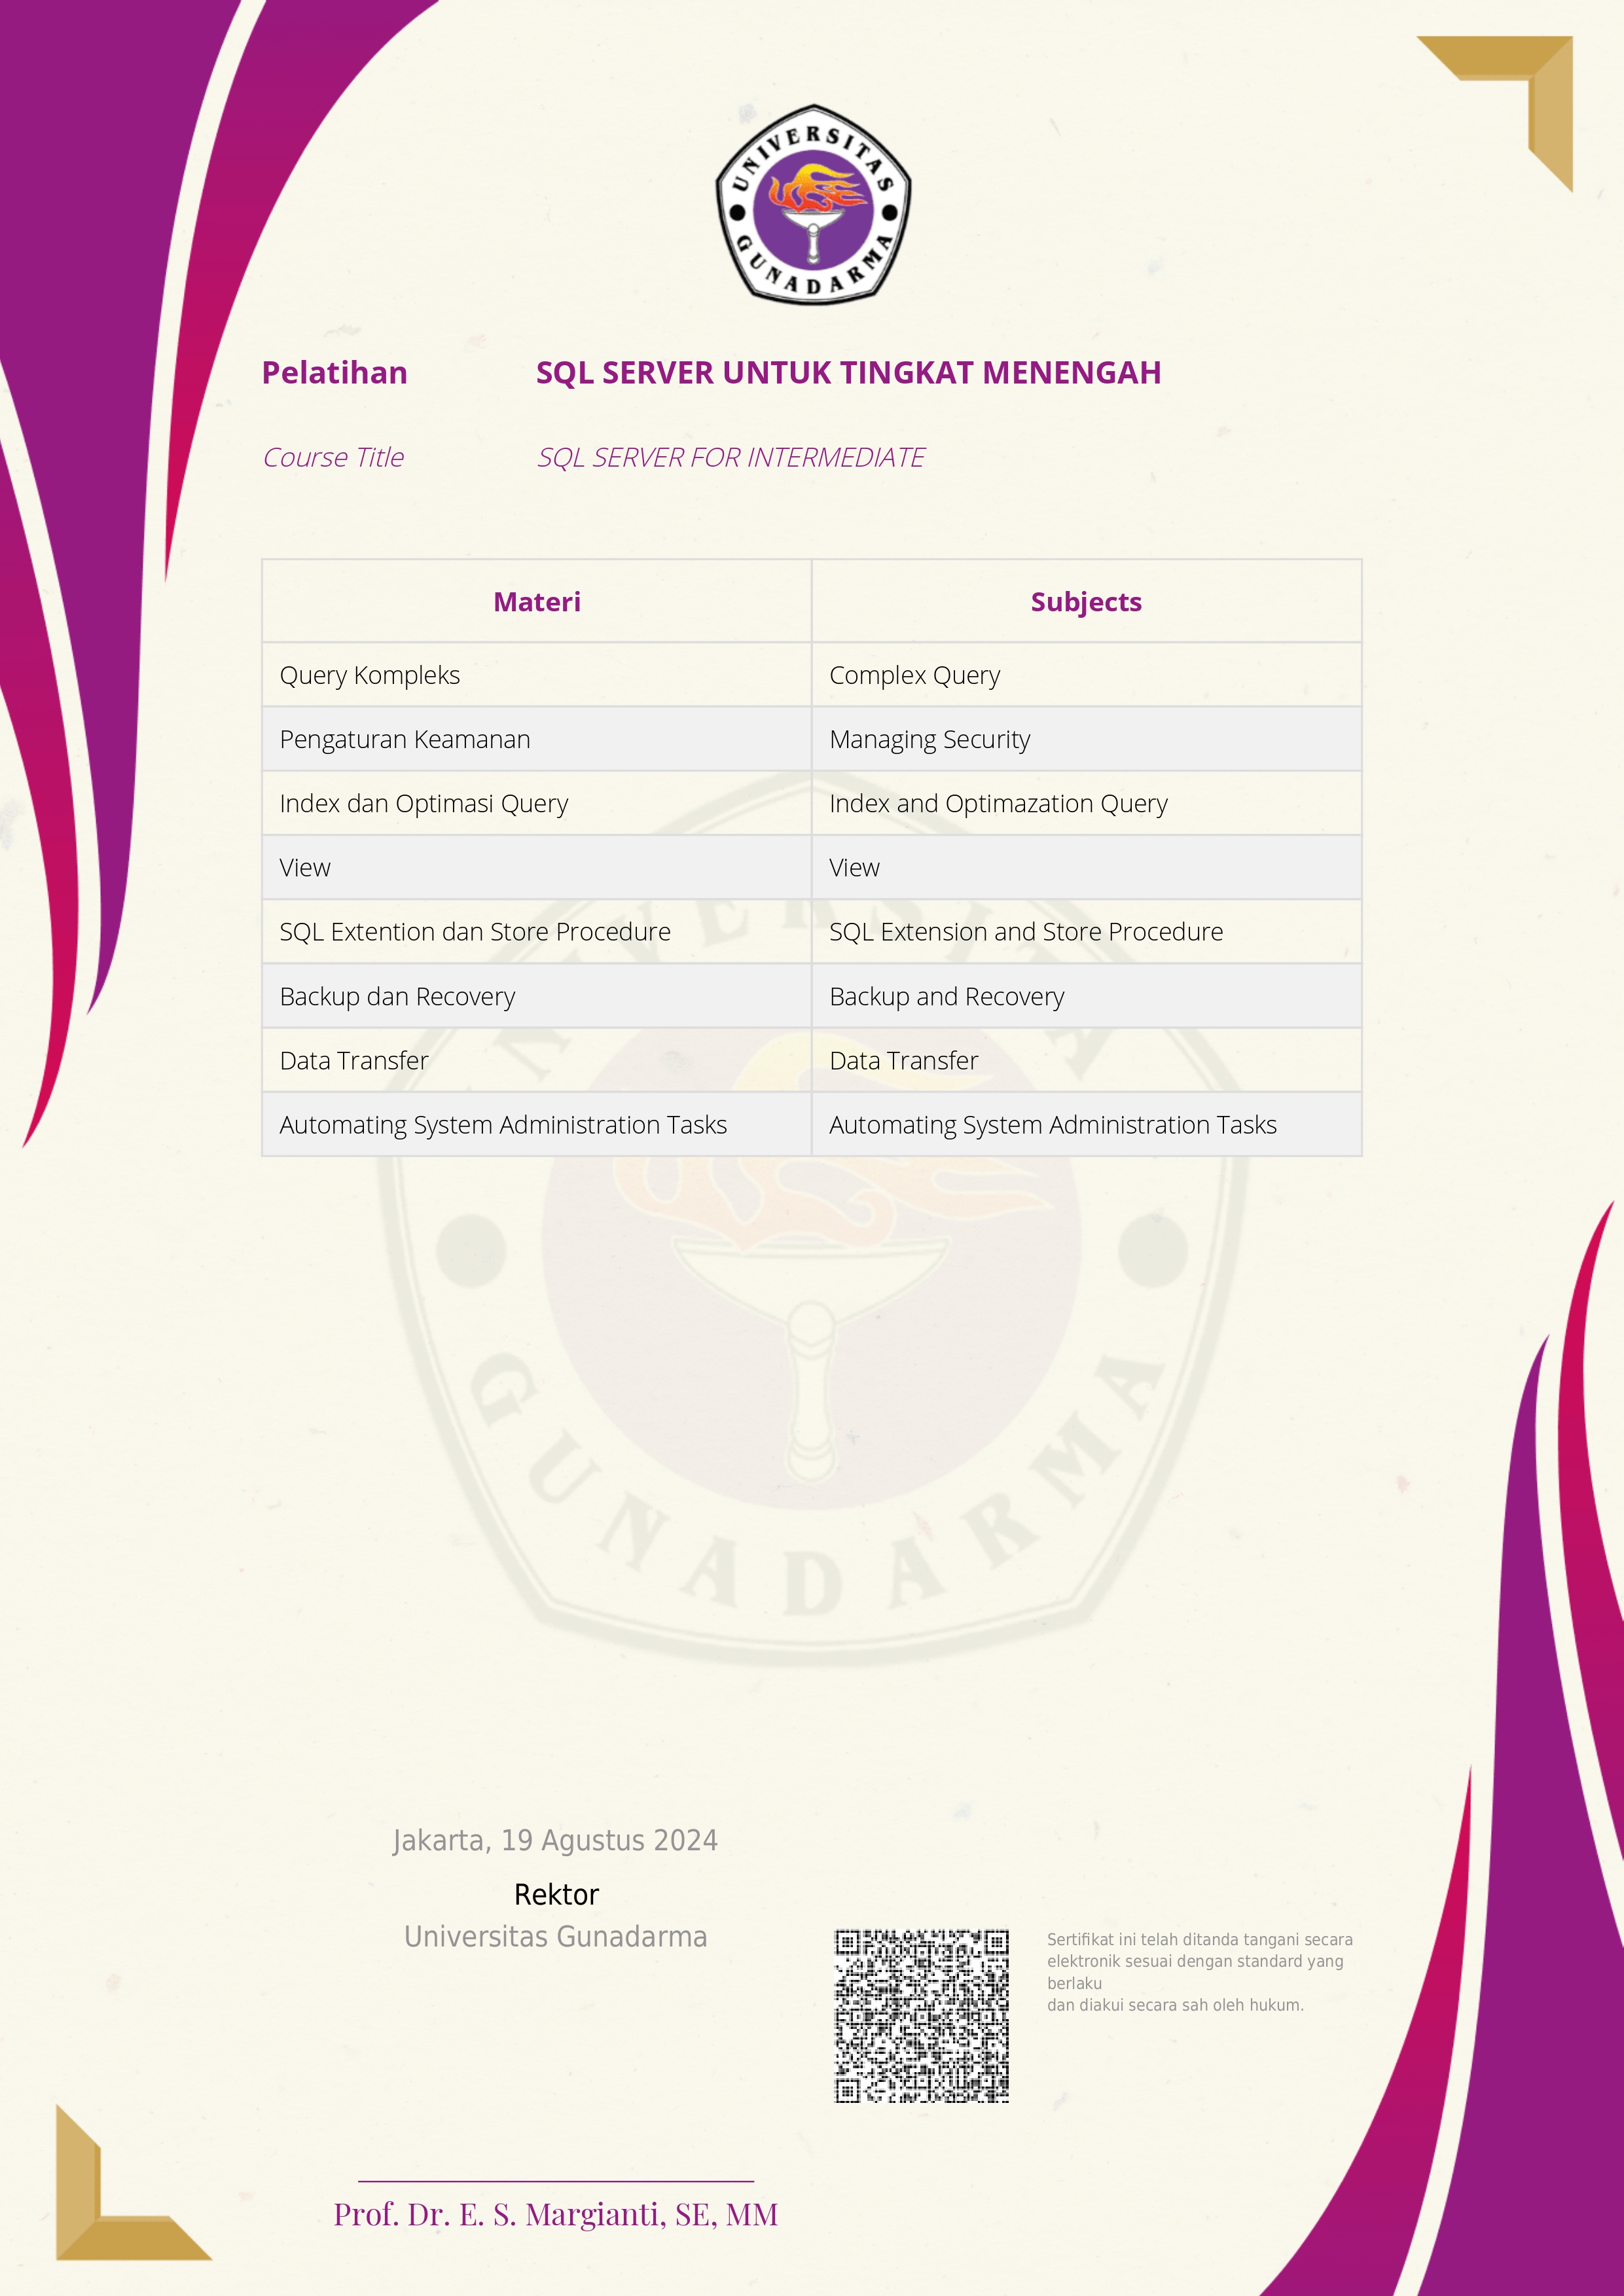 UNIVERSITAS
GUNADARMA
Pelatihan SQL SERVER UNTUK TINGKAT MENENGAH
Course Title SQL SERVER FOR INTERMEDIATE
Materi Subjects
Query Kompleks Complex Query
Pengaturan Keamanan Managing Security
Index dan Optimasi Query Index and Optimazation Query
View View
SQL Extention dan Store Procedure SQL Extension and Store Procedure
Backup dan Recovery Backup and Recovery
Data Transfer Data Transfer
Automating System Administration Tasks Automating System Administration Tasks
GUNADARMA
Jakarta, 19 Agustus 2024
Rektor
Universitas Gunadarma
Sertifikat ini telah ditanda tangani secara
elektronik sesuai dengan standard yang
berlaku
dan diakui secara sah oleh hukum.
Prof. Dr. E. S. Margianti, SE, MM